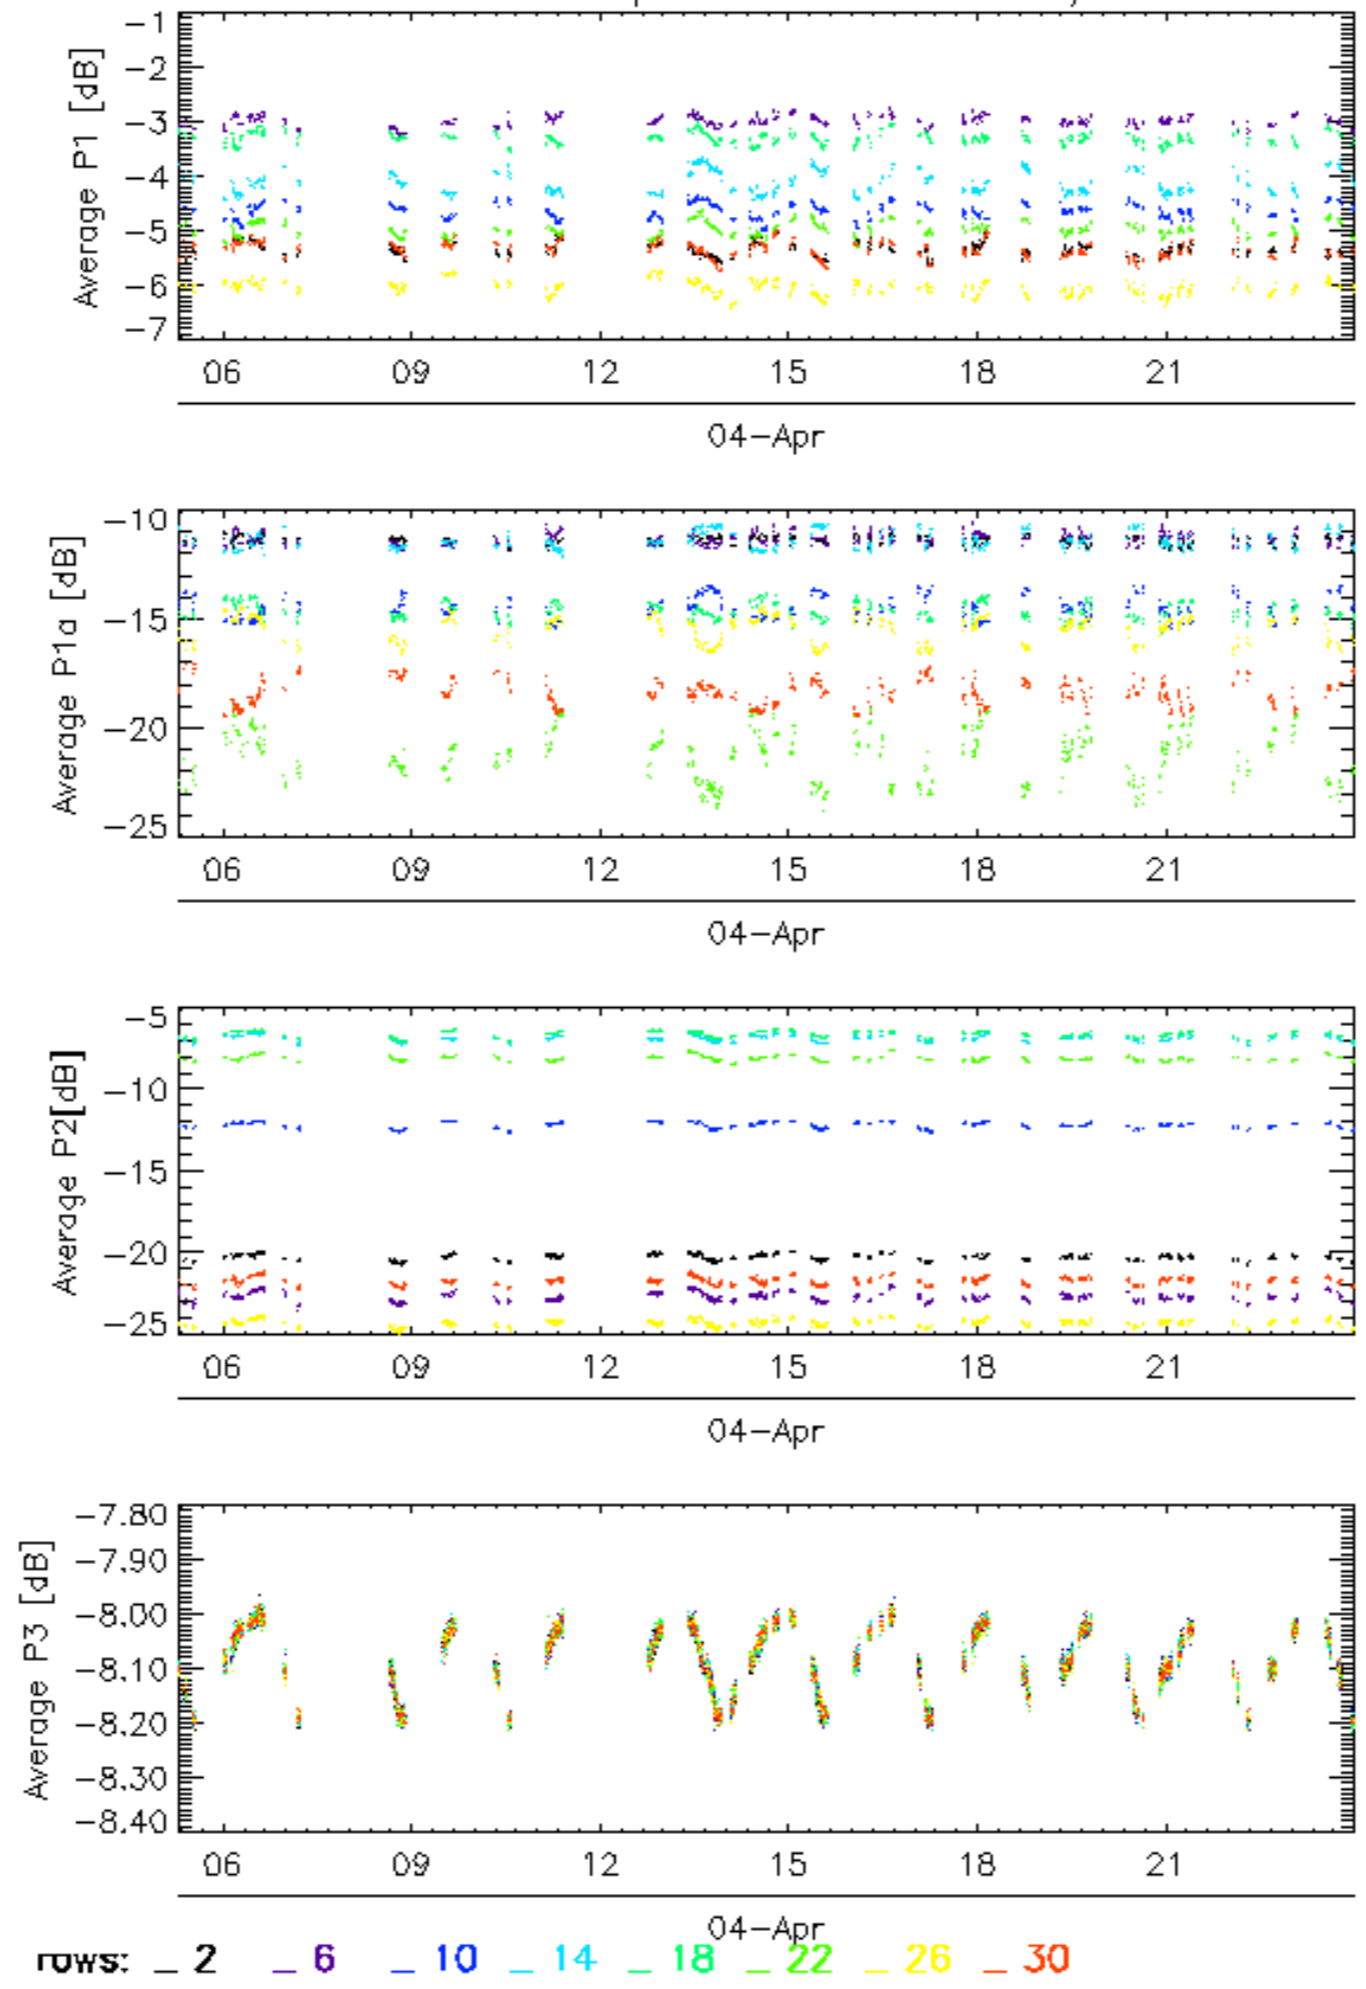 Average P1 [dB]
-1
-2
-3
-4
-5
-6
-7
06 09 12 15 18 21
04-Apr
Average P1a [dB]
-10
-15
-20
-25
06 09 12 15 18 21
04-Apr
Average P2[dB]
-5
-10
-15
-20
-25
06 09 12 15 18 21
04-Apr
Average P3 [dB]
-7.80
-7.90
-8.00
-8.10
-8.20
-8.30
-8.40
06 09 12 15 18 21
04-Apr
rows: _ 2 _ 6 _ 10 _ 14 _ 18 _ 22 _ 26 _ 30